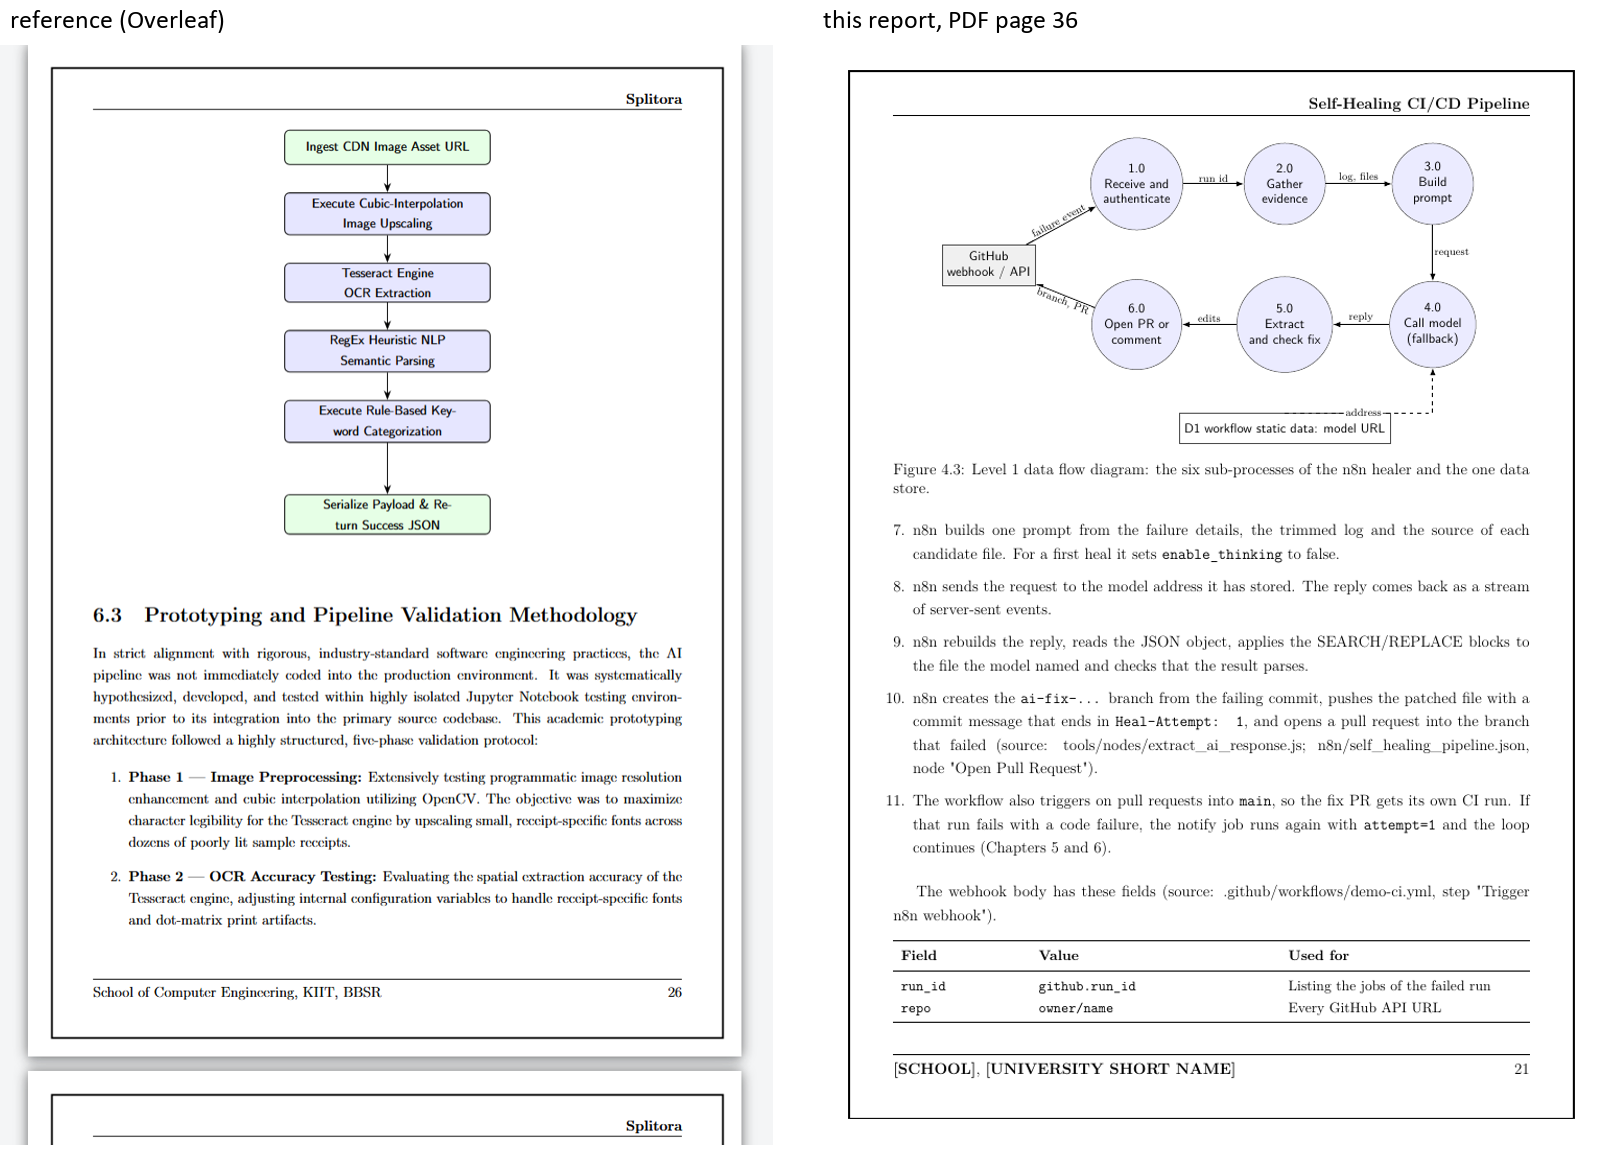 reference (Overleaf)
Splitora
Ingest CDN Image Asset URL
Execute Cubic-Interpolation
Image Upscaling
Tesseract Engine
OCR Extraction
RegEx Heuristic NLP
Semantic Parsing
Execute Rule-Based Key-
word Categorization
Serialize Payload & Re-
turn Success JSON
6.3 Prototyping and Pipeline Validation Methodology
In strict alignment with rigorous, industry-standard software engineering practices, the AI
pipeline was not immediately coded into the production environment. It was systematically
hypothesized, developed, and tested within highly isolated Jupyter Notebook testing environ-
ments prior to its integration into the primary source codebase. This academic prototyping
architecture followed a highly structured, five-phase validation protocol:
1. Phase 1 — Image Preprocessing: Extensively testing programmatic image resolution
enhancement and cubic interpolation utilizing OpenCV. The objective was to maximize
character legibility for the Tesseract engine by upscaling small, receipt-specific fonts across
dozens of poorly lit sample receipts.
2. Phase 2 — OCR Accuracy Testing: Evaluating the spatial extraction accuracy of the
Tesseract engine, adjusting internal configuration variables to handle receipt-specific fonts
and dot-matrix print artifacts.
School of Computer Engineering, KIIT, BBSR 26
Splitora
this report, PDF page 36
Self-Healing CI/CD Pipeline
1.0
Receive and
authenticate
run id
2.0
Gather
evidence
log, files
3.0
Build
prompt
failure event
GitHub
webhook / API
request
branch, PR
6.0
Open PR or
comment
edits
5.0
Extract
and check fix
reply
4.0
Call model
(fallback)
address
D1 workflow static data: model URL
Figure 4.3: Level 1 data flow diagram: the six sub-processes of the n8n healer and the one data
store.
7. n8n builds one prompt from the failure details, the trimmed log and the source of each
candidate file. For a first heal it sets enable_thinking to false.
8. n8n sends the request to the model address it has stored. The reply comes back as a stream
of server-sent events.
9. n8n rebuilds the reply, reads the JSON object, applies the SEARCH/REPLACE blocks to
the file the model named and checks that the result parses.
10. n8n creates the ai-fix-... branch from the failing commit, pushes the patched file with a
commit message that ends in Heal-Attempt: 1, and opens a pull request into the branch
that failed (source: tools/nodes/extract_ai_response.js; n8n/self_healing_pipeline.json,
node "Open Pull Request").
11. The workflow also triggers on pull requests into main, so the fix PR gets its own CI run. If
that run fails with a code failure, the notify job runs again with attempt=1 and the loop
continues (Chapters 5 and 6).
The webhook body has these fields (source: .github/workflows/demo-ci.yml, step "Trigger
n8n webhook").
Field Value Used for
run_id github.run_id Listing the jobs of the failed run
repo owner/name Every GitHub API URL
[SCHOOL], [UNIVERSITY SHORT NAME] 21